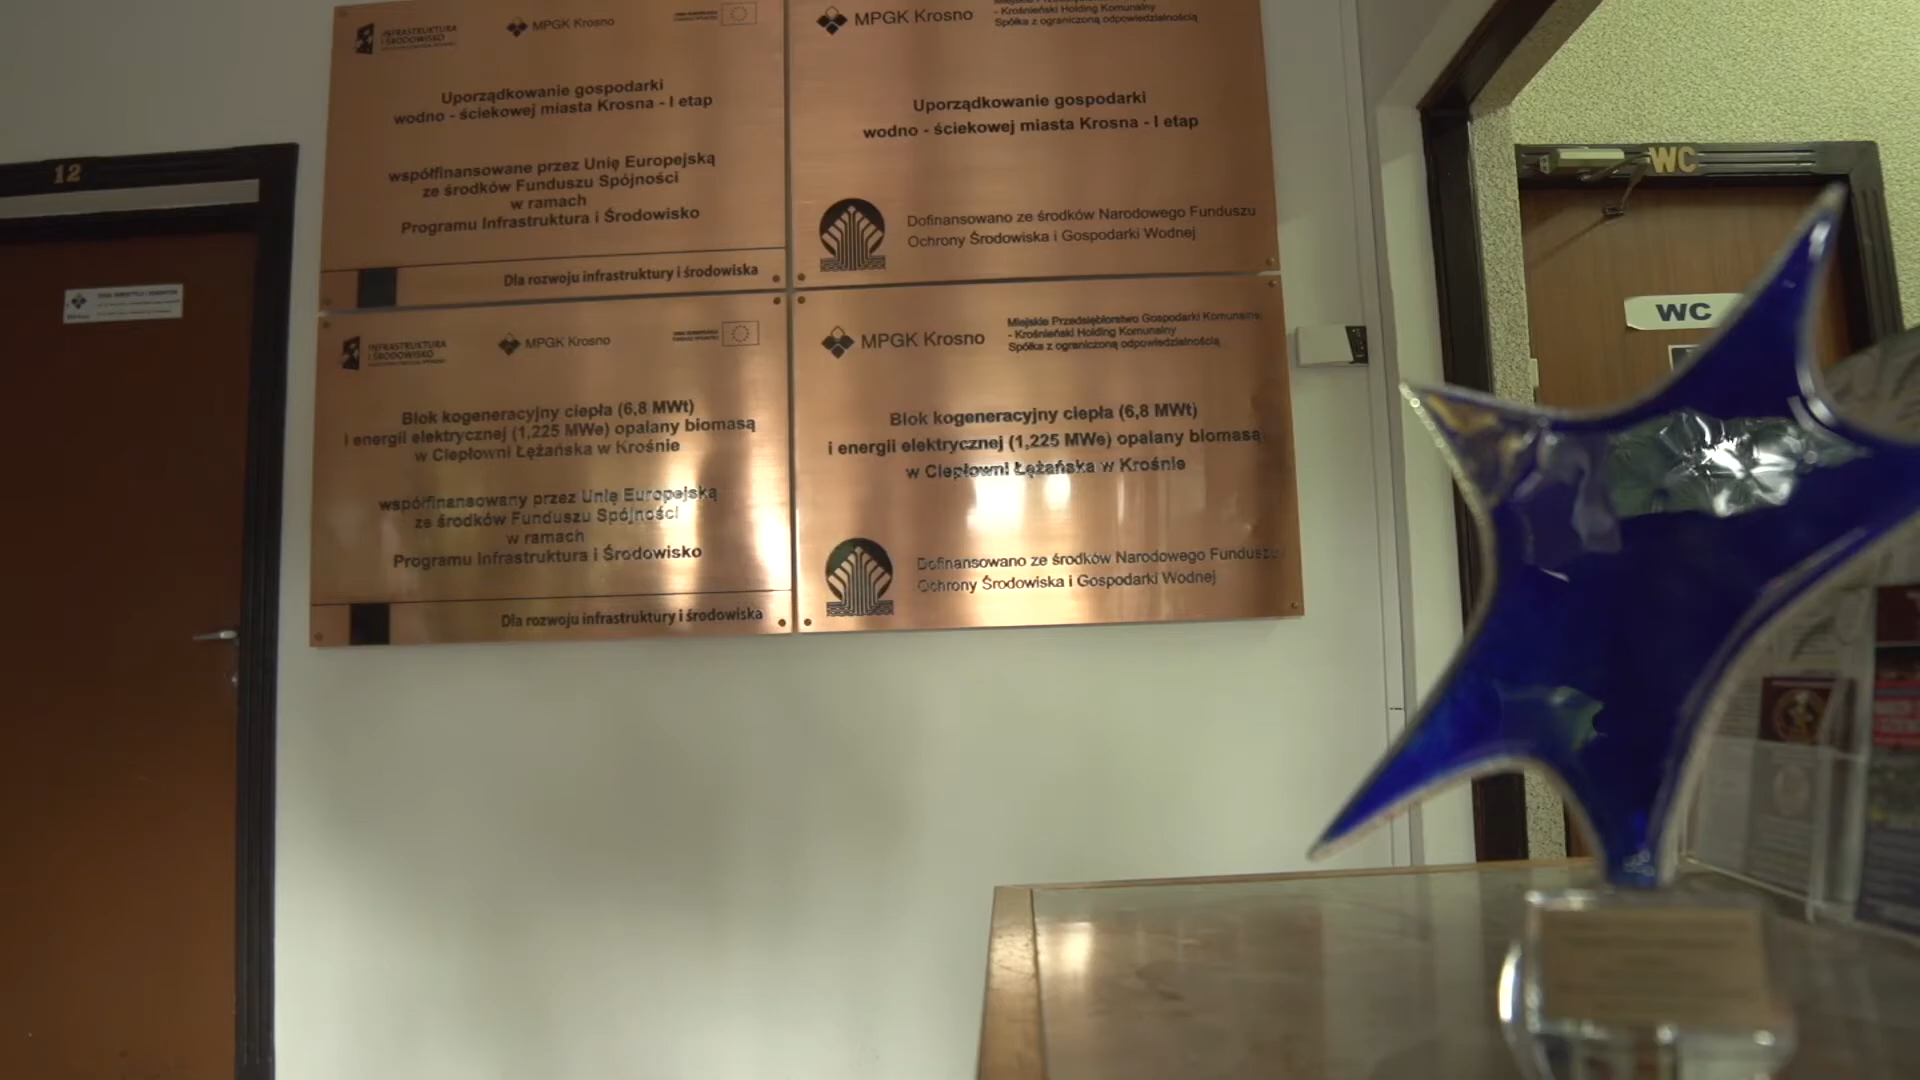 12
INFRASTRUKTURA
I ŚRODOWISKO
MPGK Krosno
Uporządkowanie gospodarki
wodno - ściekowej miasta Krosna - I etap
współfinansowane przez Unię Europejską
ze środków Funduszu Spójności
w ramach
Programu Infrastruktura i Środowisko
Dla rozwoju infrastruktury i środowiska
MPGK Krosno
- Krośnieński Holding Komunalny
Spółka z ograniczoną odpowiedzialnością
Uporządkowanie gospodarki
wodno - ściekowej miasta Krosna - I etap
Dofinansowano ze środków Narodowego Funduszu
Ochrony Środowiska i Gospodarki Wodnej
INFRASTRUKTURA
I ŚRODOWISKO
MPGK Krosno
Blok kogeneracyjny ciepła (6,8 MWt)
i energii elektrycznej (1,225 MWe) opalany biomasą
w Ciepłowni Łężańska w Krośnie
współfinansowany przez Unię Europejską
ze środków Funduszu Spójności
w ramach
Programu Infrastruktura i Środowisko
Dla rozwoju infrastruktury i środowiska
MPGK Krosno
Miejskie Przedsiębiorstwo Gospodarki Komunalnej
- Krośnieński Holding Komunalny
Spółka z ograniczoną odpowiedzialnością
Blok kogeneracyjny ciepła (6,8 MWt)
i energii elektrycznej (1,225 MWe) opalany biomasą
w Ciepłowni Łężańska w Krośnie
Dofinansowano ze środków Narodowego Funduszu
Ochrony Środowiska i Gospodarki Wodnej
WC
WC